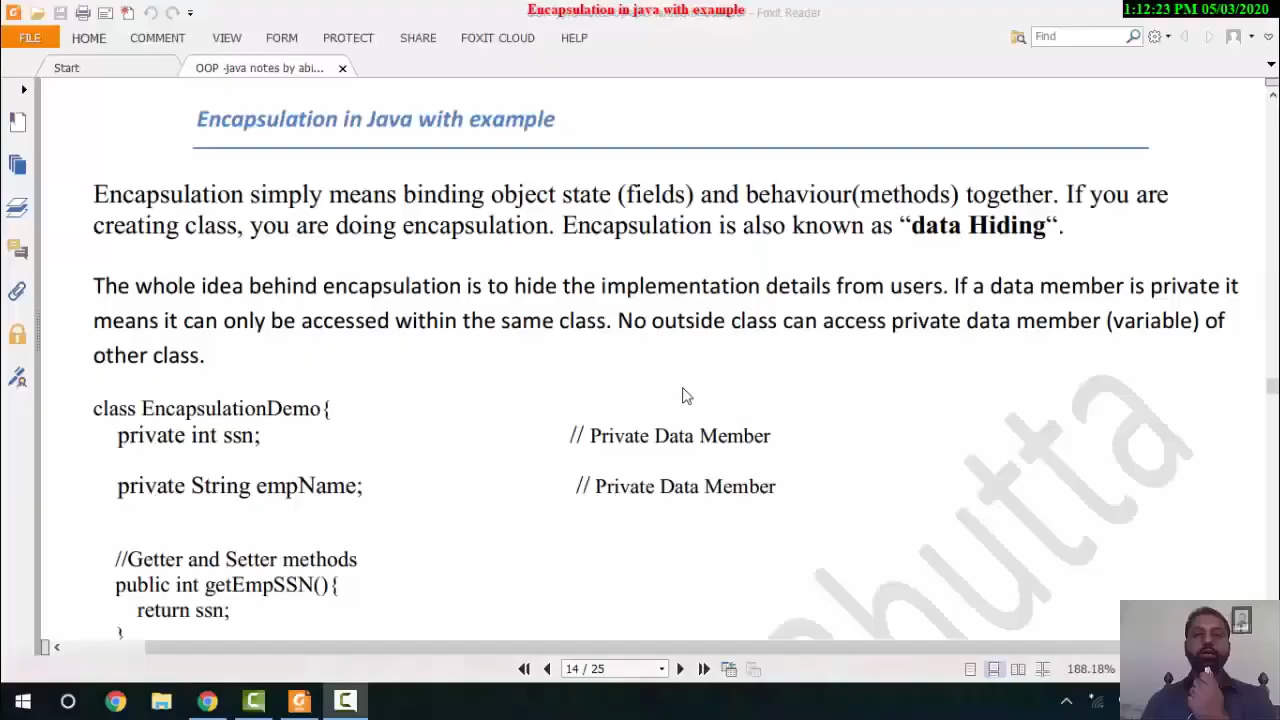 Encapsulation in java with example
Foxit Reader
1:12:23 PM 05/03/2020
FILE HOME COMMENT VIEW FORM PROTECT SHARE FOXIT CLOUD HELP
Find
Start
OOP -java notes by abi...
Encapsulation in Java with example
Encapsulation simply means binding object state (fields) and behaviour(methods) together. If you are
creating class, you are doing encapsulation. Encapsulation is also known as “data Hiding“.
The whole idea behind encapsulation is to hide the implementation details from users. If a data member is private it
means it can only be accessed within the same class. No outside class can access private data member (variable) of
other class.
class EncapsulationDemo{
private int ssn; // Private Data Member
private String empName; // Private Data Member
//Getter and Setter methods
public int getEmpSSN(){
return ssn;
}
hutta
14 / 25
188.18%